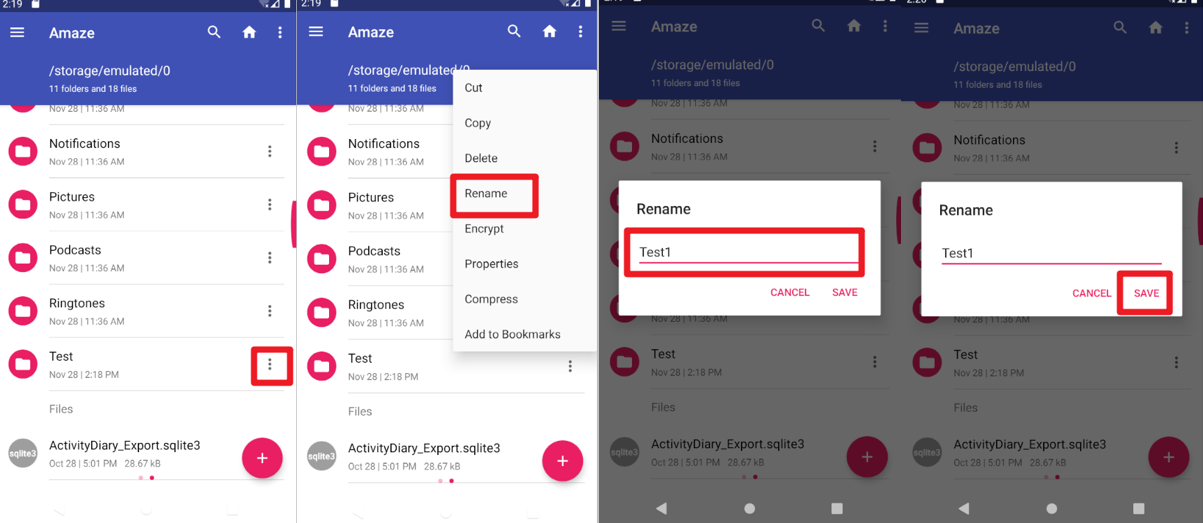 2:19
Amaze
/storage/emulated/0
11 folders and 18 files
Nov 28 | 11:36 AM
Notifications
Nov 28 | 11:36 AM
Pictures
Nov 28 | 11:36 AM
Podcasts
Nov 28 | 11:36 AM
Ringtones
Nov 28 | 11:36 AM
Test
Nov 28 | 2:18 PM
Files
sqlite3
ActivityDiary_Export.sqlite3
Oct 28 | 5:01 PM 28.67 kB
2:19
Amaze
/storage/emulated/0
11 folders and 18 files
Nov 28 | 11:36 AM
Notifications
Nov 28 | 11:36 AM
Pictures
Nov 28 | 11:36 AM
Podcasts
Nov 28 | 11:36 AM
Ringtones
Nov 28 | 11:36 AM
Test
Nov 28 | 2:18 PM
Files
sqlite3
ActivityDiary_Export.sqlite3
Oct 28 | 5:01 PM 28.67 kB
Cut
Copy
Delete
Rename
Encrypt
Properties
Compress
Add to Bookmarks
2:19
Amaze
/storage/emulated/0
11 folders and 18 files
Nov 28 | 11:36 AM
Notifications
Nov 28 | 11:36 AM
Rename
Test1
CANCEL SAVE
Nov 28 | 11:36 AM
Test
Nov 28 | 2:18 PM
Files
sqlite3
ActivityDiary_Export.sqlite3
Oct 28 | 5:01 PM 28.67 kB
2:20
Amaze
/storage/emulated/0
11 folders and 18 files
Nov 28 | 11:36 AM
Notifications
Nov 28 | 11:36 AM
Rename
Test1
CANCEL SAVE
Nov 28 | 11:36 AM
Test
Nov 28 | 2:18 PM
Files
sqlite3
ActivityDiary_Export.sqlite3
Oct 28 | 5:01 PM 28.67 kB